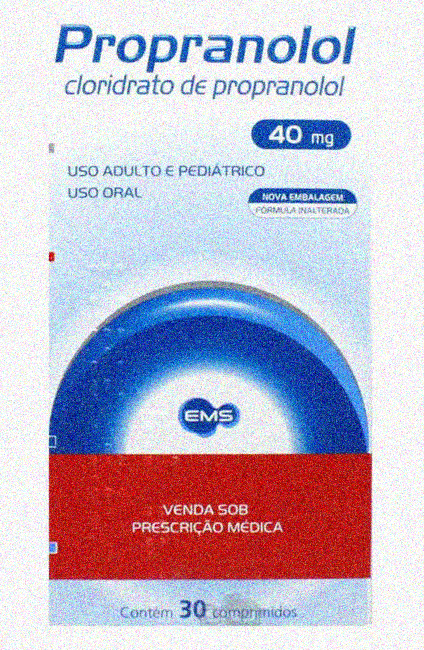 Propranolol
cloridrato de propranolol
40 mg
USO ADULTO E PEDIÁTRICO
USO ORAL
NOVA EMBALAGEM
FÓRMULA INALTERADA
EMS
VENDA SOB
PRESCRIÇÃO MÉDICA
Contém 30 comprimidos